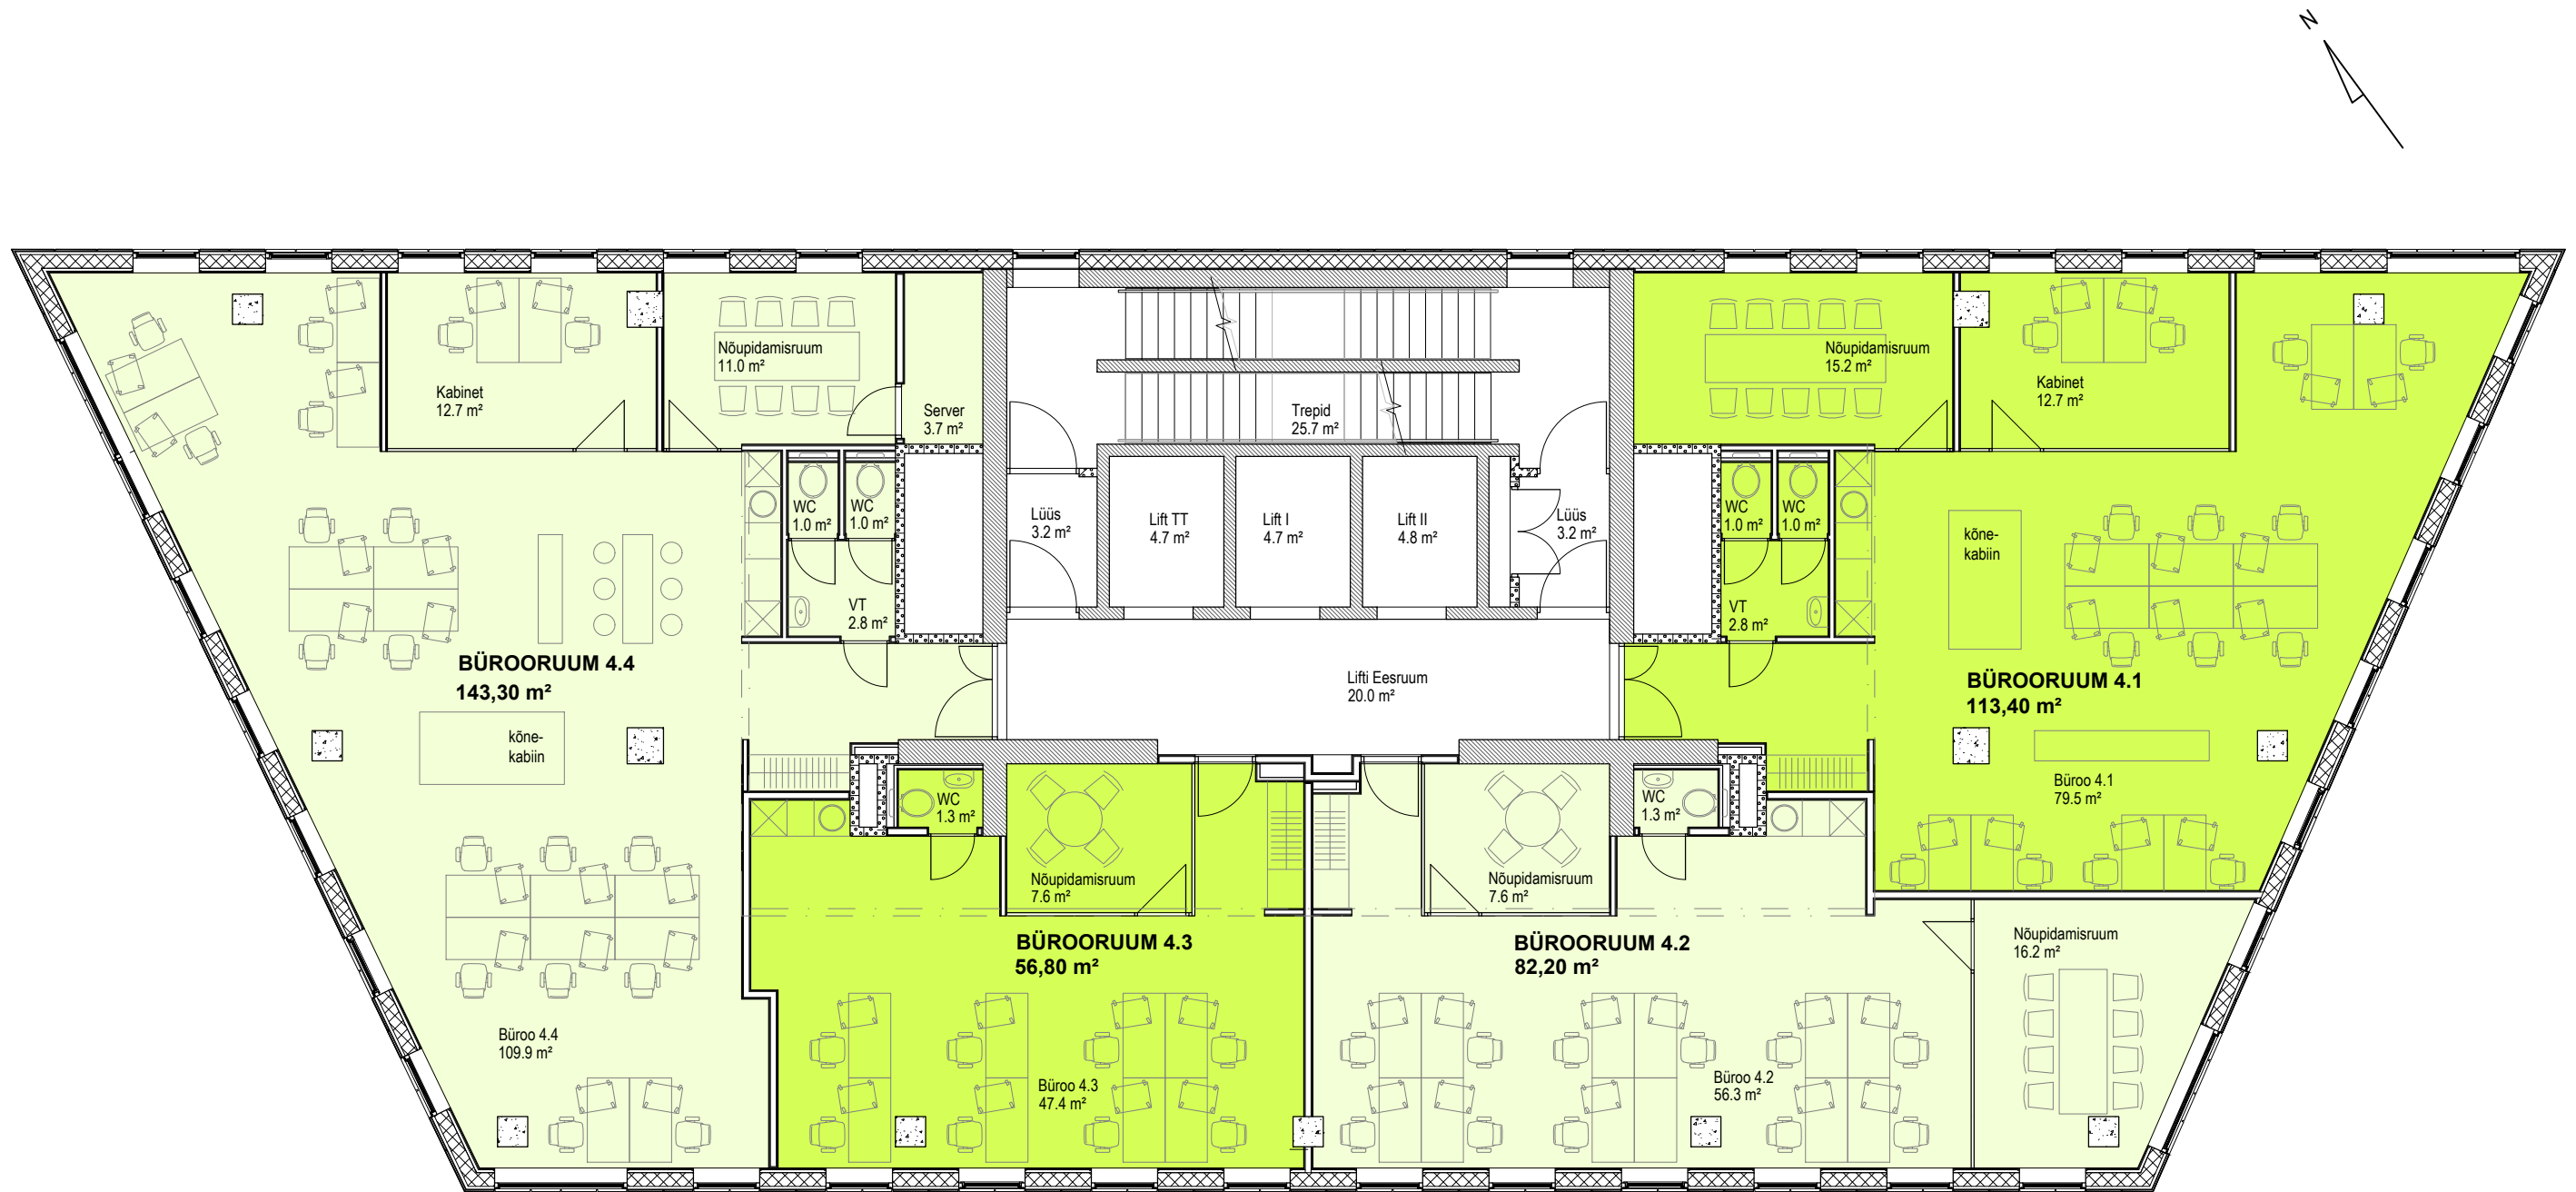 N
Nõupidamisruum
11.0 m²
Kabinet
12.7 m²
Server
3.7 m²
Trepid
25.7 m²
Nõupidamisruum
15.2 m²
Kabinet
12.7 m²
WC
1.0 m²
WC
1.0 m²
Lüüs
3.2 m²
Lift TT
4.7 m²
Lift I
4.7 m²
Lift II
4.8 m²
Lüüs
3.2 m²
WC
1.0 m²
WC
1.0 m²
kõne-
kabiin
VT
2.8 m²
VT
2.8 m²
BÜROORUUM 4.4
143,30 m²
Lifti Eesruum
20.0 m²
BÜROORUUM 4.1
113,40 m²
kõne-
kabiin
Büroo 4.1
79.5 m²
WC
1.3 m²
WC
1.3 m²
Nõupidamisruum
7.6 m²
Nõupidamisruum
7.6 m²
BÜROORUUM 4.3
56,80 m²
BÜROORUUM 4.2
82,20 m²
Nõupidamisruum
16.2 m²
Büroo 4.4
109.9 m²
Büroo 4.3
47.4 m²
Büroo 4.2
56.3 m²